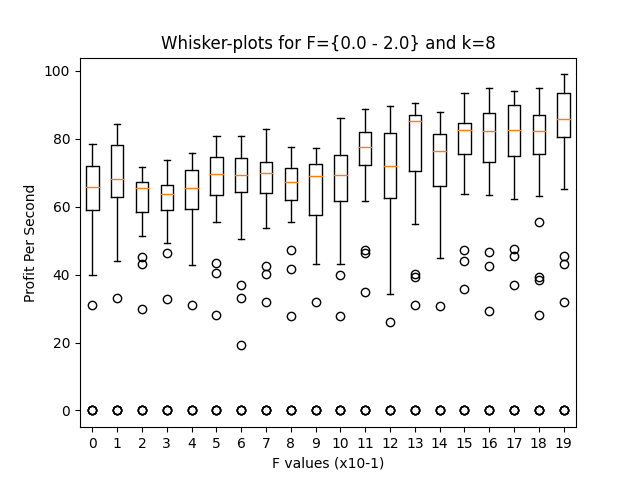 Whisker-plots for F={0.0 - 2.0} and k=8
100
80
60
40
20
0
Profit Per Second
0 1 2 3 4 5 6 7 8 9 10 11 12 13 14 15 16 17 18 19
F values (x10-1)